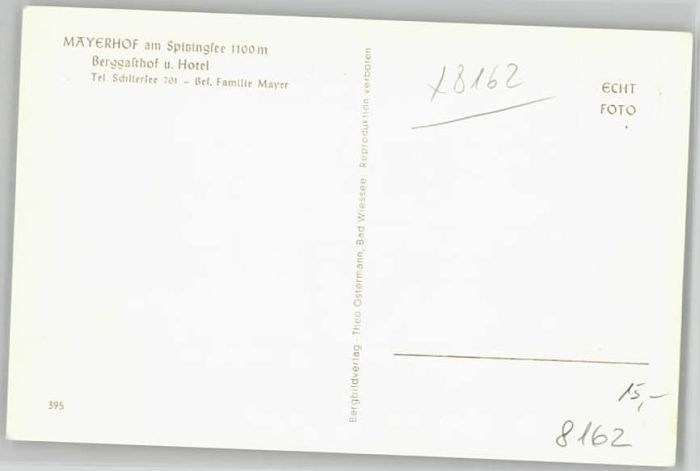 MAYERHOF am Spitzingsee 1100 m
Berggasthof u. Hotel
Tel. Schliersee 701 – Bes. Familie Mayer
Bergbildverlag · Theo Ostermann, Bad Wiessee · Reproduktion verboten
x8162
ECHT
FOTO
395
15,–
8162